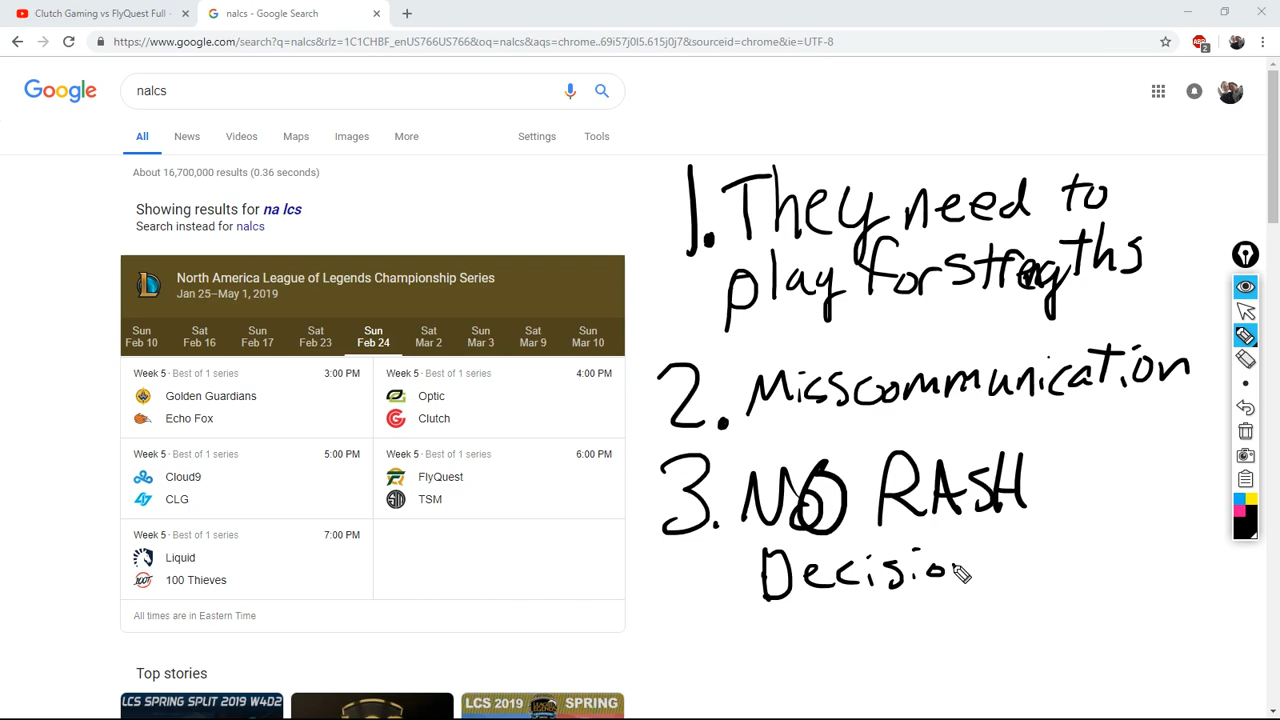 Clutch Gaming vs FlyQuest Full -
nalcs - Google Search
https://www.google.com/search?q=nalcs&rlz=1C1CHBF_enUS766US766&oq=nalcs&aqs=chrome..69i57j0l5.615j0j7&sourceid=chrome&ie=UTF-8
ABP
2
Google
nalcs
All News Videos Maps Images More Settings Tools
About 16,700,000 results (0.36 seconds)
Showing results for na lcs
Search instead for nalcs
North America League of Legends Championship Series
Jan 25–May 1, 2019
Sun Sat Sun Sat Sun Sat Sun Sat Sun
Feb 10 Feb 16 Feb 17 Feb 23 Feb 24 Mar 2 Mar 3 Mar 9 Mar 10
Week 5 · Best of 1 series 3:00 PM
Golden Guardians
Echo Fox
Week 5 · Best of 1 series 4:00 PM
Optic
Clutch
Week 5 · Best of 1 series 5:00 PM
Cloud9
CLG
Week 5 · Best of 1 series 6:00 PM
FlyQuest
TSM
Week 5 · Best of 1 series 7:00 PM
Liquid
100 Thieves
All times are in Eastern Time
Top stories
LCS SPRING SPLIT 2019 W4D2
LCS 2019 SPRING
1. They need to
play for strengths
2. Misscommunication
3. NO RASH
Decisio